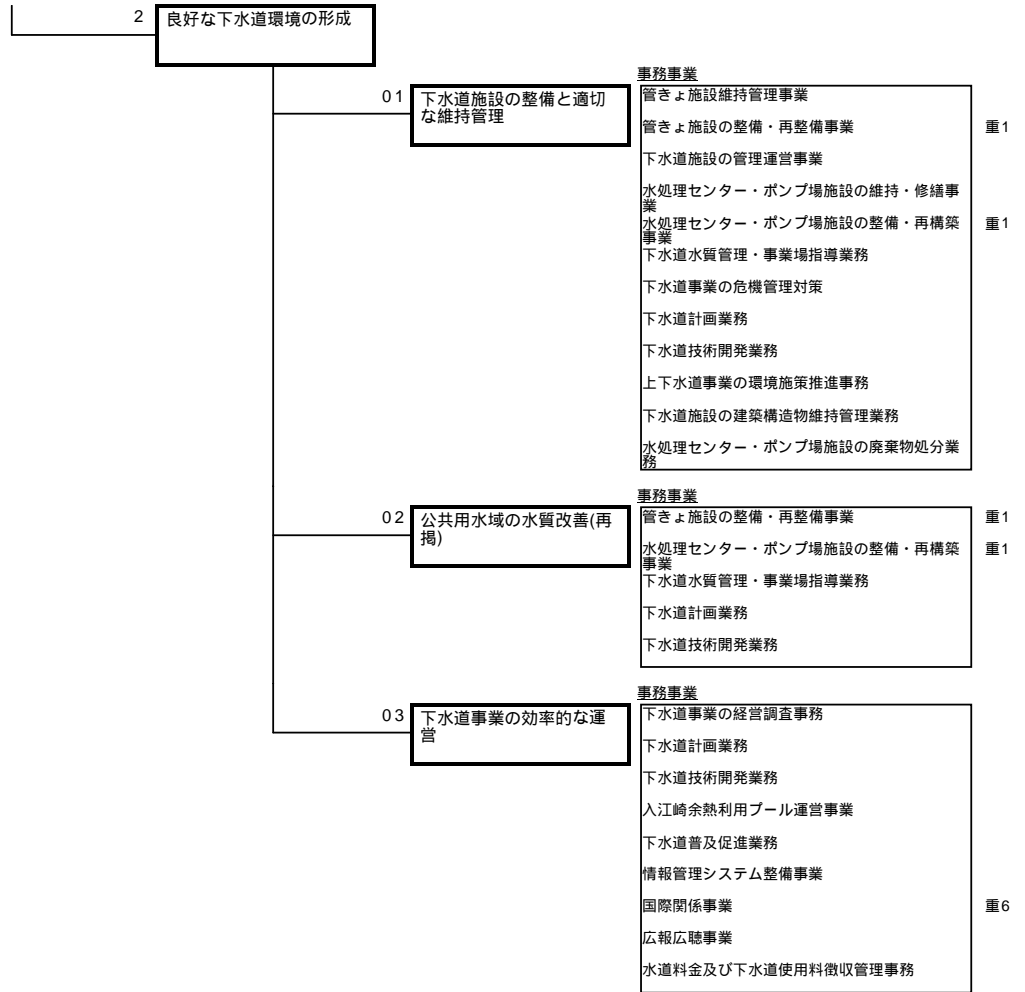 2 良好な下水道環境の形成
事務事業
01 下水道施設の整備と適切
な維持管理
管きょ施設維持管理事業
管きょ施設の整備・再整備事業 重1
下水道施設の管理運営事業
水処理センター・ポンプ場施設の維持・修繕事
業
水処理センター・ポンプ場施設の整備・再構築 重1
事業
下水道水質管理・事業場指導業務
下水道事業の危機管理対策
下水道計画業務
下水道技術開発業務
上下水道事業の環境施策推進事務
下水道施設の建築構造物維持管理業務
水処理センター・ポンプ場施設の廃棄物処分業
務
事務事業
02 公共用水域の水質改善(再
掲)
管きょ施設の整備・再整備事業 重1
水処理センター・ポンプ場施設の整備・再構築 重1
事業
下水道水質管理・事業場指導業務
下水道計画業務
下水道技術開発業務
事務事業
03 下水道事業の効率的な運
営
下水道事業の経営調査事務
下水道計画業務
下水道技術開発業務
入江崎余熱利用プール運営事業
下水道普及促進業務
情報管理システム整備事業
国際関係事業 重6
広報広聴事業
水道料金及び下水道使用料徴収管理事務